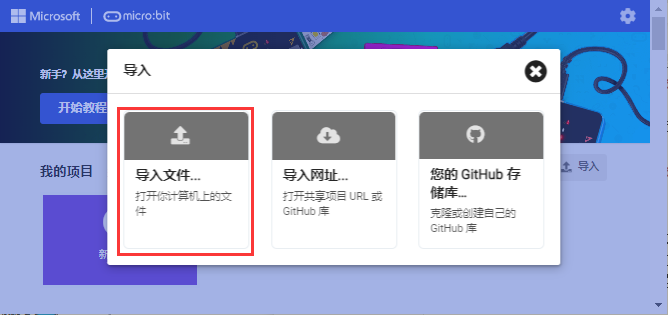 Microsoft
micro:bit
新手？从这里开
开始教程
我的项目
导入
新
导入
导入文件...
打开你计算机上的文
件
导入网址...
打开共享项目 URL 或
GitHub 库
您的 GitHub 存
储库...
克隆或创建自己的
GitHub 库